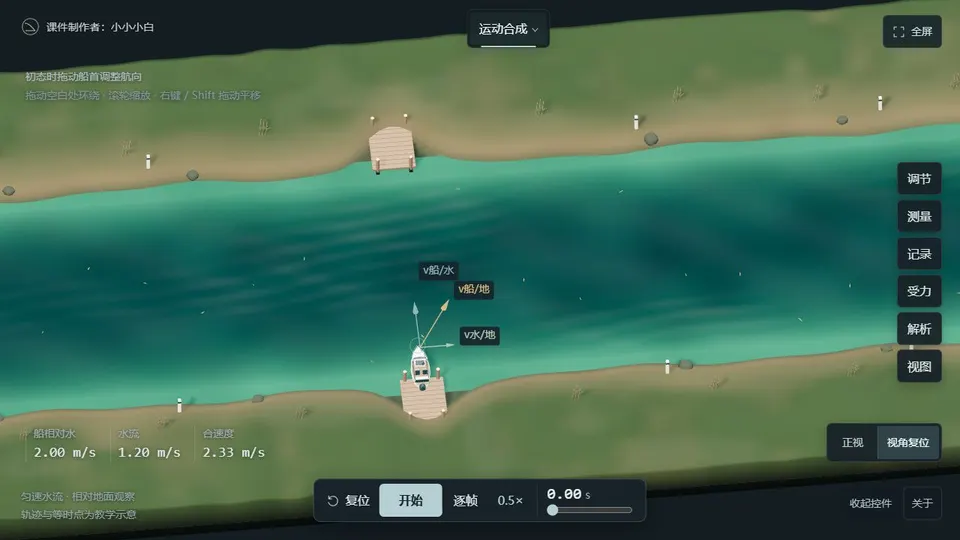 课件制作者：小小小白
运动合成
全屏
初态时拖动船首调整航向
拖动空白处环绕 · 滚轮缩放 · 右键 / Shift 拖动平移
调节
测量
记录
受力
解析
视图
v船/水
v船/地
v水/地
船相对水
2.00 m/s
水流
1.20 m/s
合速度
2.33 m/s
正视
视角复位
匀速水流 · 相对地面观察
轨迹与等时点为教学示意
复位
开始
逐帧
0.5×
0.00 s
收起控件
关于